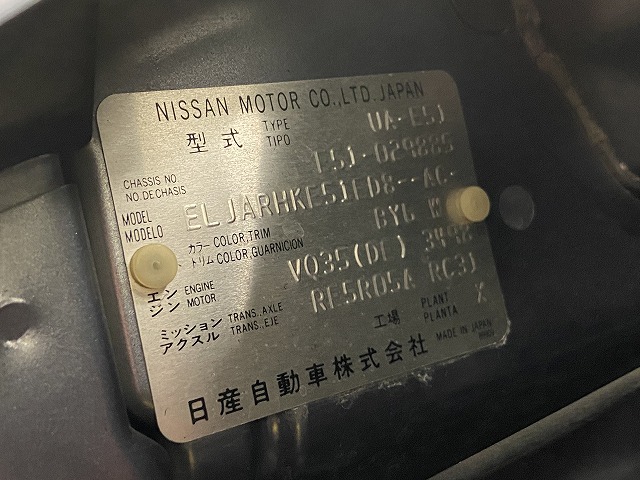 NISSAN MOTOR CO.,LTD. JAPAN
型式 TYPE TIPO UA-E51
CHASSIS NO. NO.DE CHASIS E51-029885
MODEL MODELO ELJARHKE51ED8--AC-
カラー COLOR,TRIM トリム COLOR,GUARNICION BY6 W
エンジン ENGINE MOTOR VQ35(DE) 3498
ミッション TRANS.,AXLE アクスル TRANS.,EJE RE5R05A RC31
工場 PLANT PLANTA X
日産自動車株式会社 MADE IN JAPAN